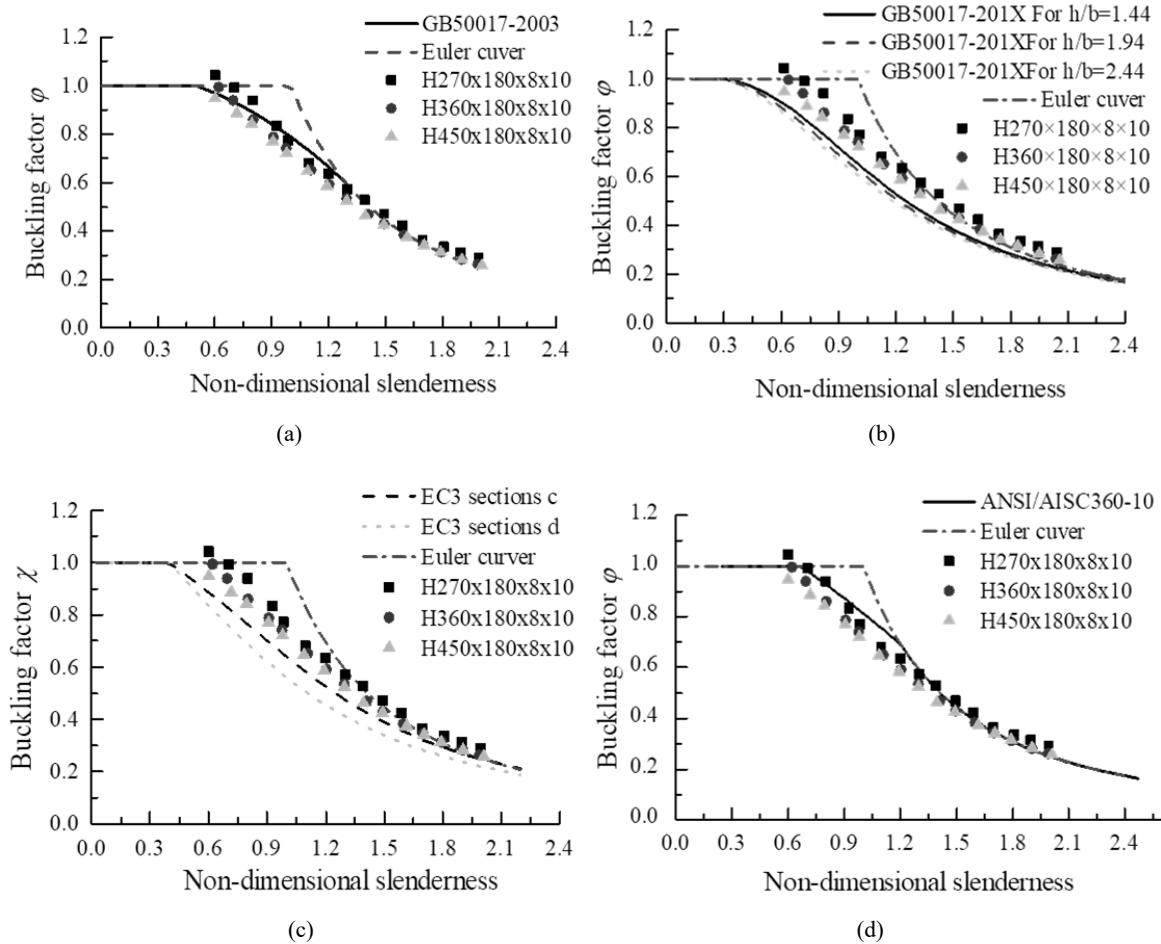 GB50017-2003
Euler cuver
H270x180x8x10
H360x180x8x10
H450x180x8x10
Buckling factor φ
1.2
1.0
0.8
0.6
0.4
0.2
0.0
0.0 0.3 0.6 0.9 1.2 1.5 1.8 2.1 2.4
Non-dimensional slenderness
(a)
GB50017-201X For h/b=1.44
GB50017-201XFor h/b=1.94
GB50017-201XFor h/b=2.44
Euler cuver
H270×180×8×10
H360×180×8×10
H450×180×8×10
Buckling factor φ
1.2
1.0
0.8
0.6
0.4
0.2
0.0
0.0 0.3 0.6 0.9 1.2 1.5 1.8 2.1 2.4
Non-dimensional slenderness
(b)
EC3 sections c
EC3 sections d
Euler curver
H270x180x8x10
H360x180x8x10
H450x180x8x10
Buckling factor χ
1.2
1.0
0.8
0.6
0.4
0.2
0.0
0.0 0.3 0.6 0.9 1.2 1.5 1.8 2.1 2.4
Non-dimensional slenderness
(c)
ANSI/AISC360-10
Euler cuver
H270x180x8x10
H360x180x8x10
H450x180x8x10
Buckling factor φ
1.2
1.0
0.8
0.6
0.4
0.2
0.0
0.0 0.3 0.6 0.9 1.2 1.5 1.8 2.1 2.4
Non-dimensional slenderness
(d)